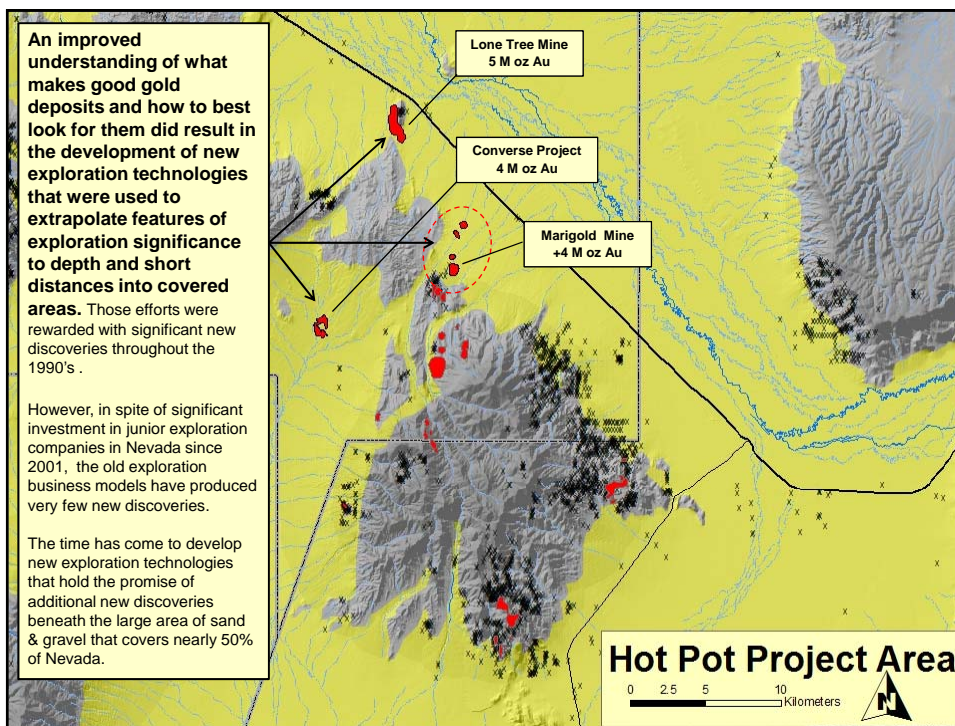 An improved
understanding of what
makes good gold
deposits and how to best
look for them did result in
the development of new
exploration technologies
that were used to
extrapolate features of
exploration significance
to depth and short
distances into covered
areas. Those efforts were
rewarded with significant new
discoveries throughout the
1990's .
However, in spite of significant
investment in junior exploration
companies in Nevada since
2001, the old exploration
business models have produced
very few new discoveries.
The time has come to develop
new exploration technologies
that hold the promise of
additional new discoveries
beneath the large area of sand
& gravel that covers nearly 50%
of Nevada.
Lone Tree Mine
5 M oz Au
Converse Project
4 M oz Au
Marigold Mine
+4 M oz Au
Hot Pot Project Area
0 2.5 5 10
Kilometers
N